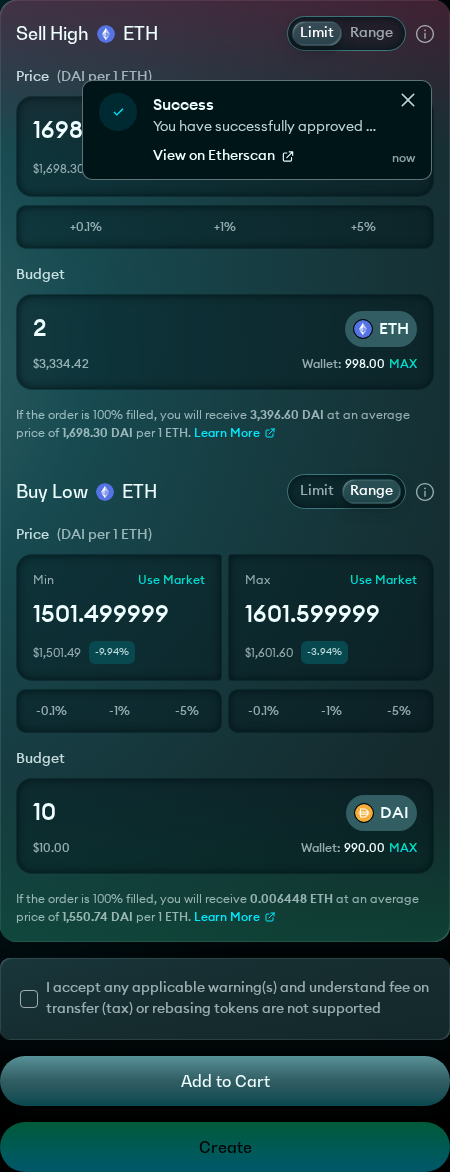 Sell High ETH Limit Range
Price (DAI per 1 ETH)
Success
You have successfully approved ...
View on Etherscan
now
1698
$1,698.30
+0.1% +1% +5%
Budget
2 ETH
$3,334.42 Wallet: 998.00 MAX
If the order is 100% filled, you will receive 3,396.60 DAI at an average
price of 1,698.30 DAI per 1 ETH. Learn More
Buy Low ETH Limit Range
Price (DAI per 1 ETH)
Min Use Market Max Use Market
1501.499999 1601.599999
$1,501.49 -9.94% $1,601.60 -3.94%
-0.1% -1% -5% -0.1% -1% -5%
Budget
10 DAI
$10.00 Wallet: 990.00 MAX
If the order is 100% filled, you will receive 0.006448 ETH at an average
price of 1,550.74 DAI per 1 ETH. Learn More
I accept any applicable warning(s) and understand fee on
transfer (tax) or rebasing tokens are not supported
Add to Cart
Create